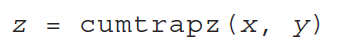 z = cumtrapz(x, y)